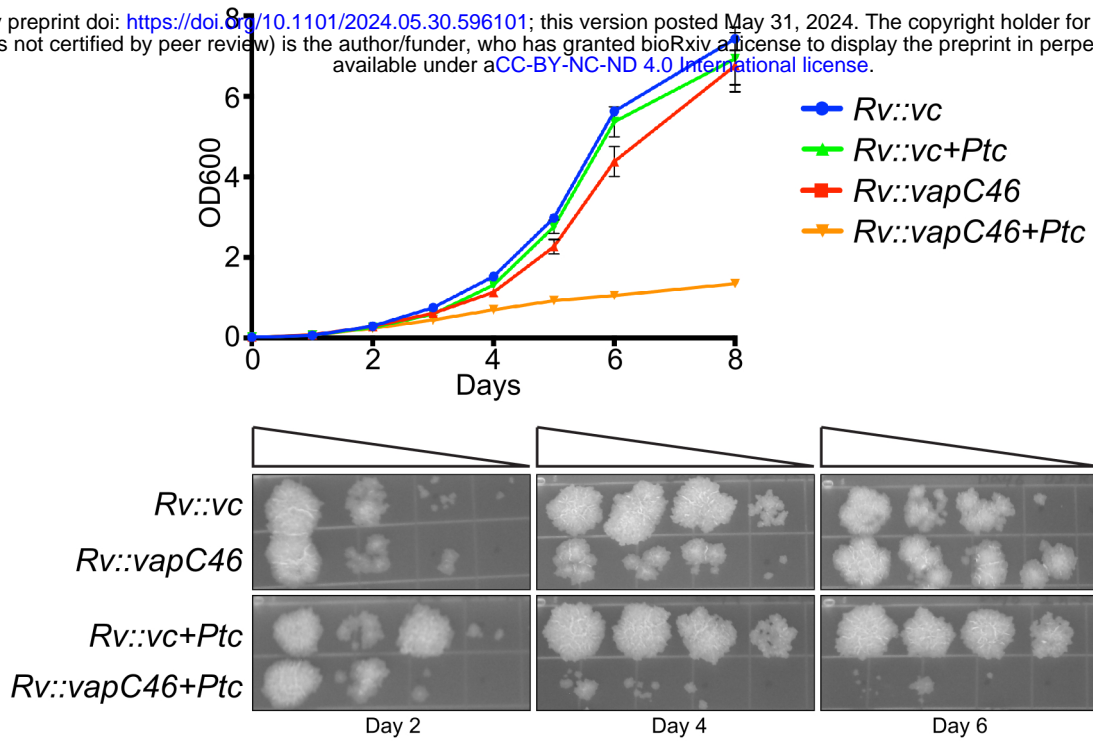 y preprint doi: https://doi.org/10.1101/2024.05.30.596101; this version posted May 31, 2024. The copyright holder for
s not certified by peer review) is the author/funder, who has granted bioRxiv a license to display the preprint in perpe
available under aCC-BY-NC-ND 4.0 International license.
8
6
4
2
0
OD600
0 2 4 6 8
Days
Rv::vc
Rv::vc+Ptc
Rv::vapC46
Rv::vapC46+Ptc
Rv::vc
Rv::vapC46
Rv::vc+Ptc
Rv::vapC46+Ptc
Day 2 Day 4 Day 6